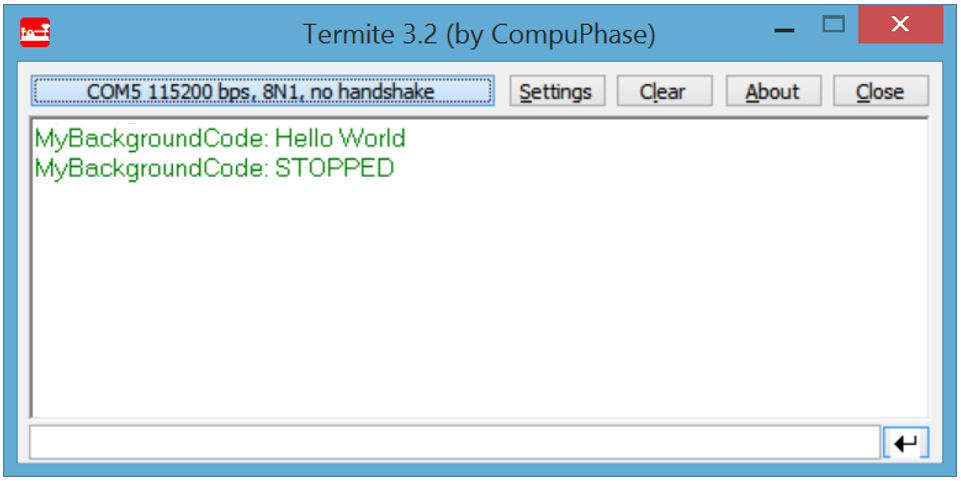 Termite 3.2 (by CompuPhase)
COM5 115200 bps, 8N1, no handshake Settings Clear About Close
MyBackgroundCode: Hello World
MyBackgroundCode: STOPPED